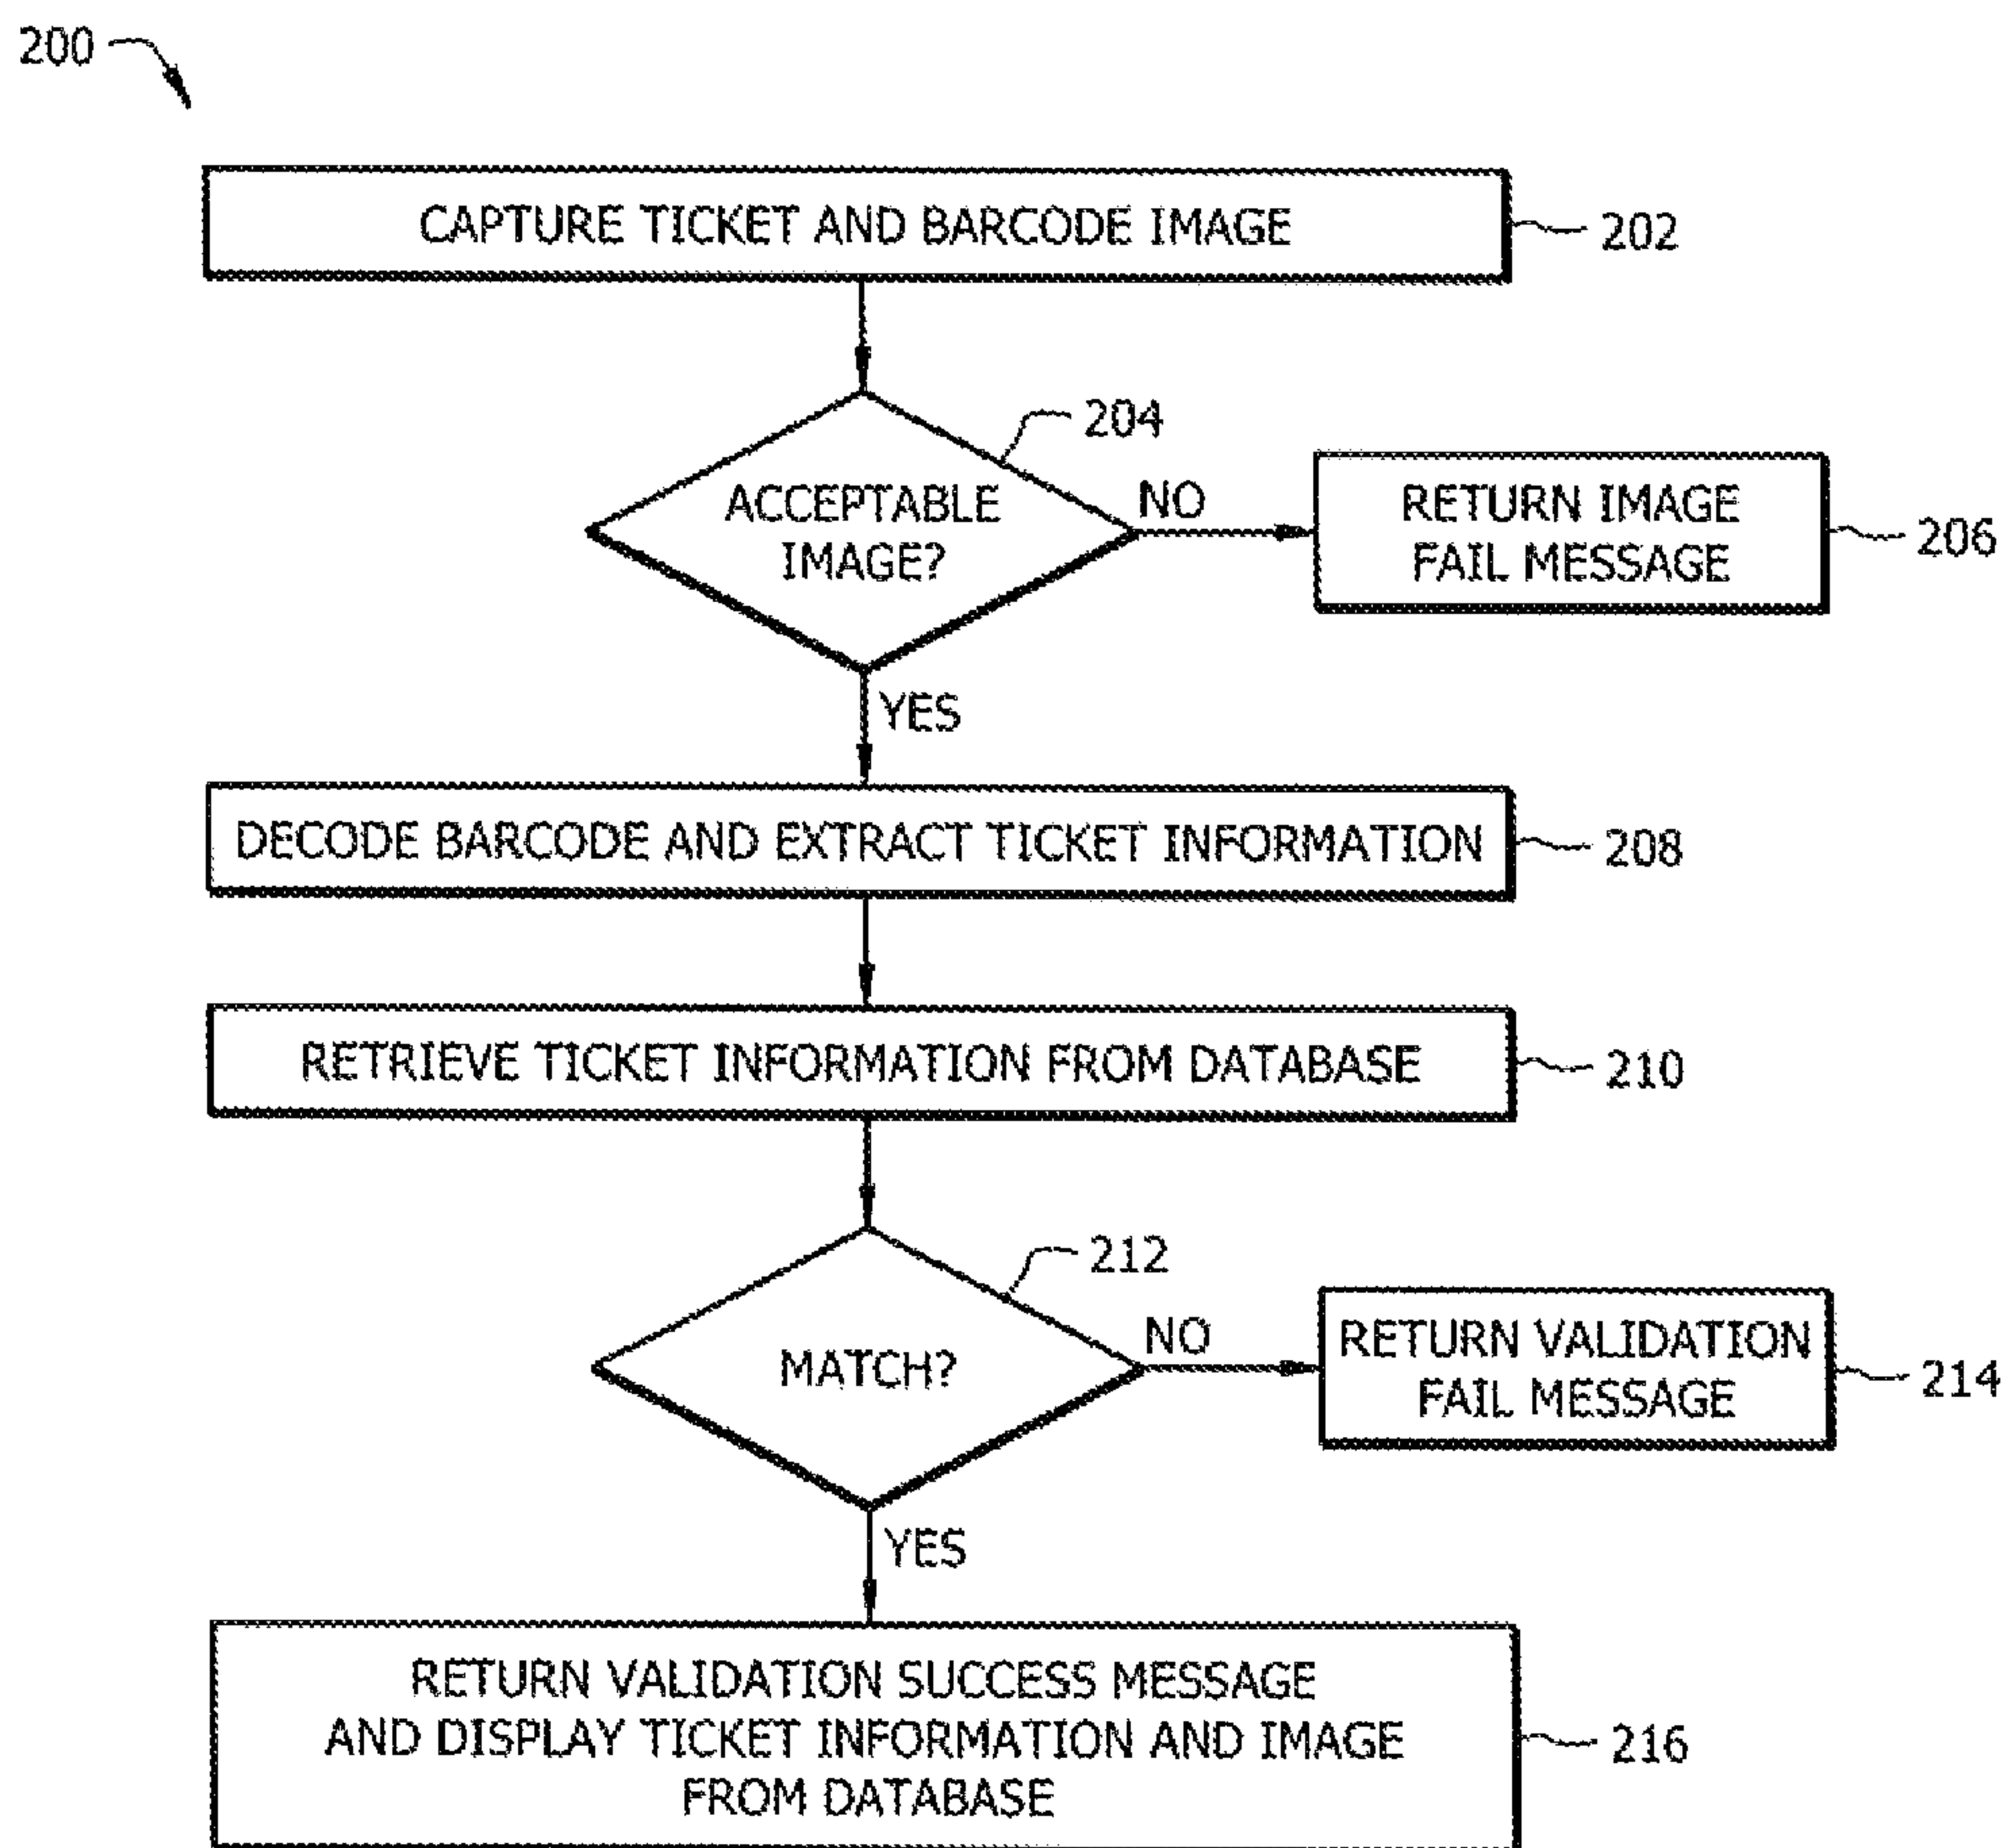 200
CAPTURE TICKET AND BARCODE IMAGE
202
204
ACCEPTABLE
IMAGE?
NO
RETURN IMAGE
FAIL MESSAGE
206
YES
DECODE BARCODE AND EXTRACT TICKET INFORMATION
208
RETRIEVE TICKET INFORMATION FROM DATABASE
210
212
MATCH?
NO
RETURN VALIDATION
FAIL MESSAGE
214
YES
RETURN VALIDATION SUCCESS MESSAGE
AND DISPLAY TICKET INFORMATION AND IMAGE
FROM DATABASE
216